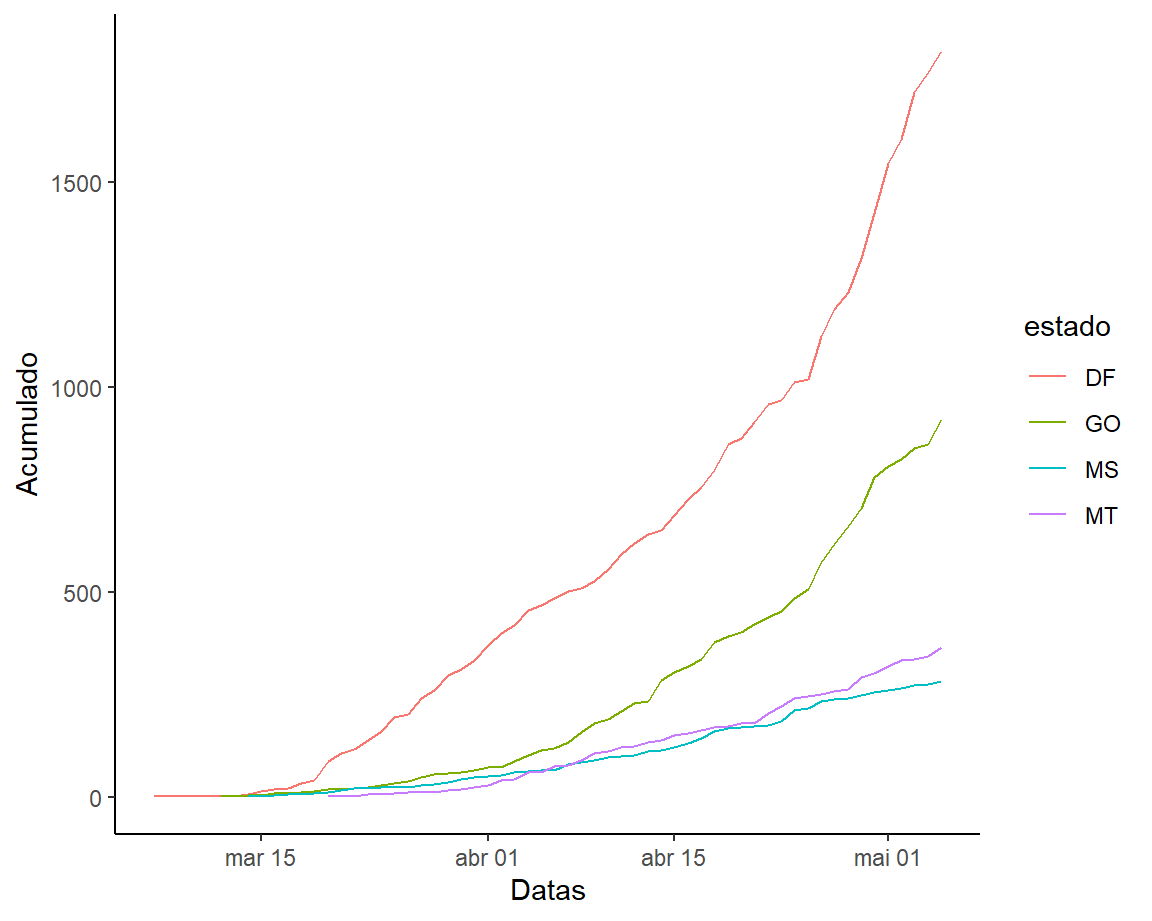 Acumulado
1500
1000
500
0
mar 15
abr 01
abr 15
mai 01
Datas
estado
DF
GO
MS
MT